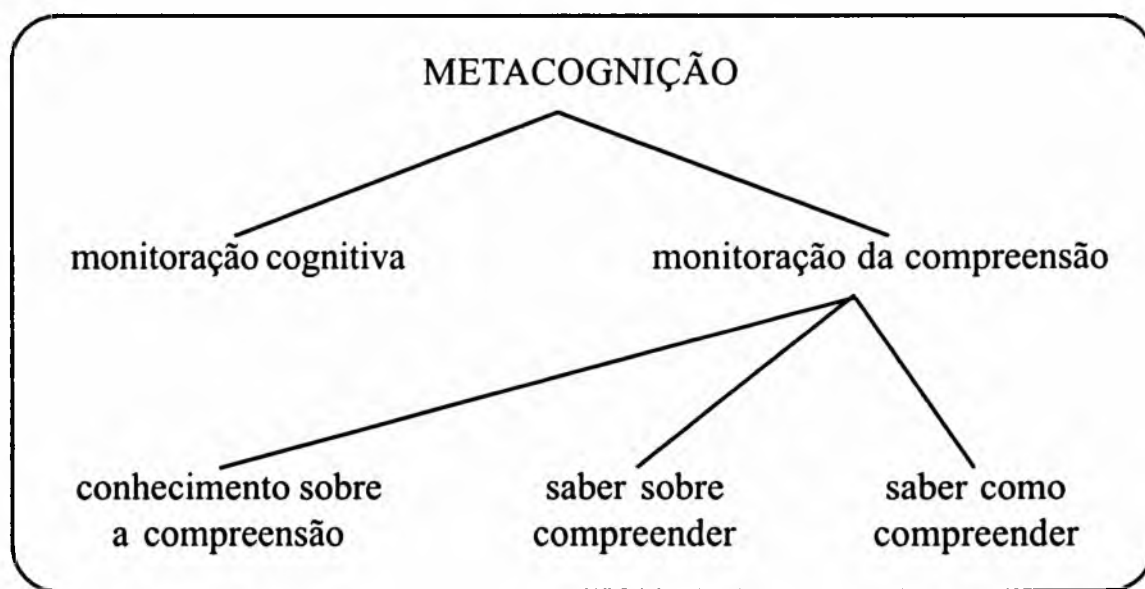 METACOGNIÇÃO
monitoração cognitiva
monitoração da compreensão
conhecimento sobre
a compreensão
saber sobre
compreender
saber como
compreender